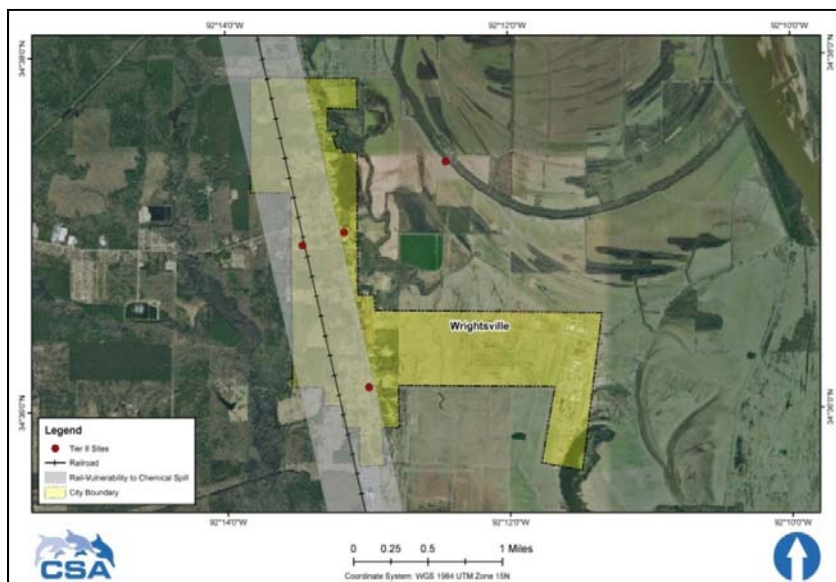 92°14'0"W 92°12'0"W 92°10'0"W
34°38'0"N 34°38'0"N
Wrightsville
34°36'0"N 34°36'0"N
Legend
Tier II Sites
Railroad
Rail-Vulnerability to Chemical Spill
City Boundary
92°14'0"W 92°12'0"W 92°10'0"W
CSA
0 0.25 0.5 1 Miles
Coordinate System: WGS 1984 UTM Zone 15N